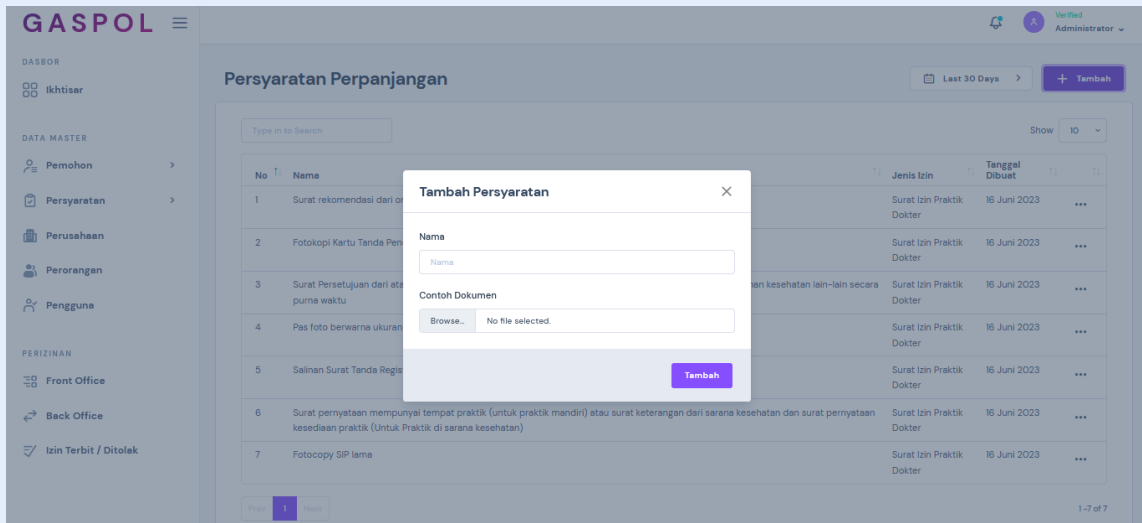 GASPOL
Verified
Administrator
DASBOR
Ikhtisar
DATA MASTER
Pemohon
Persyaratan
Perusahaan
Perorangan
Pengguna
PERIZINAN
Front Office
Back Office
Izin Terbit / Ditolak
Persyaratan Perpanjangan
Last 30 Days
+ Tambah
Type in to Search
Show 10
No Nama Jenis Izin Tanggal
Dibuat
1 Surat rekomendasi dari Surat Izin Praktik 16 Juni 2023
Dokter
2 Fotokopi Kartu Tanda Surat Izin Praktik 16 Juni 2023
Dokter
3 Surat Persetujuan dari kesehatan lain-lain secara Surat Izin Praktik 16 Juni 2023
purna waktu Dokter
4 Pas foto berwarna ukuran Surat Izin Praktik 16 Juni 2023
Dokter
5 Salinan Surat Tanda Surat Izin Praktik 16 Juni 2023
Dokter
6 Surat pernyataan mempunyai tempat praktik (untuk praktik mandiri) atau surat keterangan dari sarana kesehatan dan surat pernyataan Surat Izin Praktik 16 Juni 2023
kesediaan praktik (Untuk Praktik di sarana kesehatan) Dokter
7 Fotocopy SIP lama Surat Izin Praktik 16 Juni 2023
Dokter
Prev 1 Next
1-7 of 7
Tambah Persyaratan
Nama
Nama
Contoh Dokumen
Browse... No file selected.
Tambah